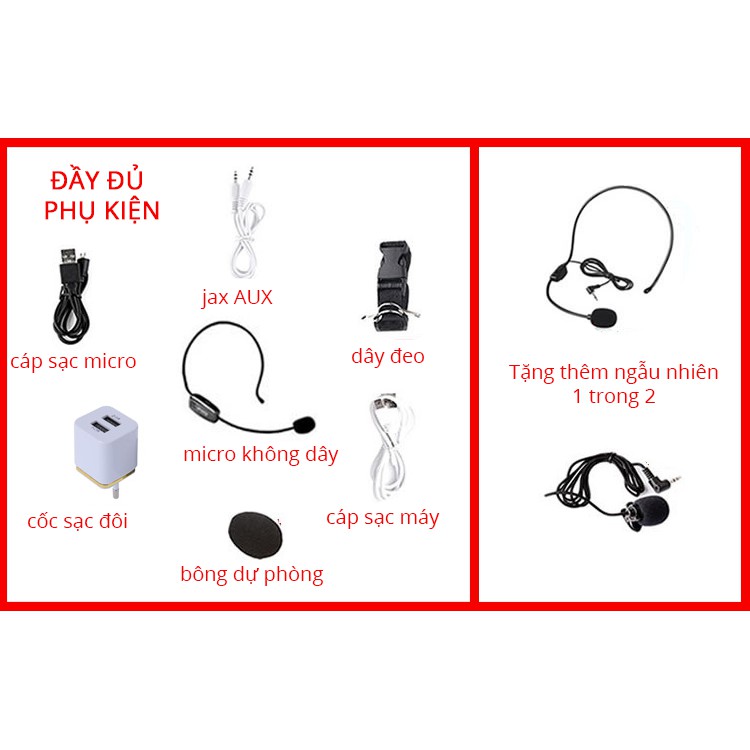 ĐẦY ĐỦ
PHỤ KIỆN
jax AUX
cáp sạc micro
dây đeo
micro không dây
cốc sạc đôi
cáp sạc máy
bông dự phòng
Tặng thêm ngẫu nhiên
1 trong 2